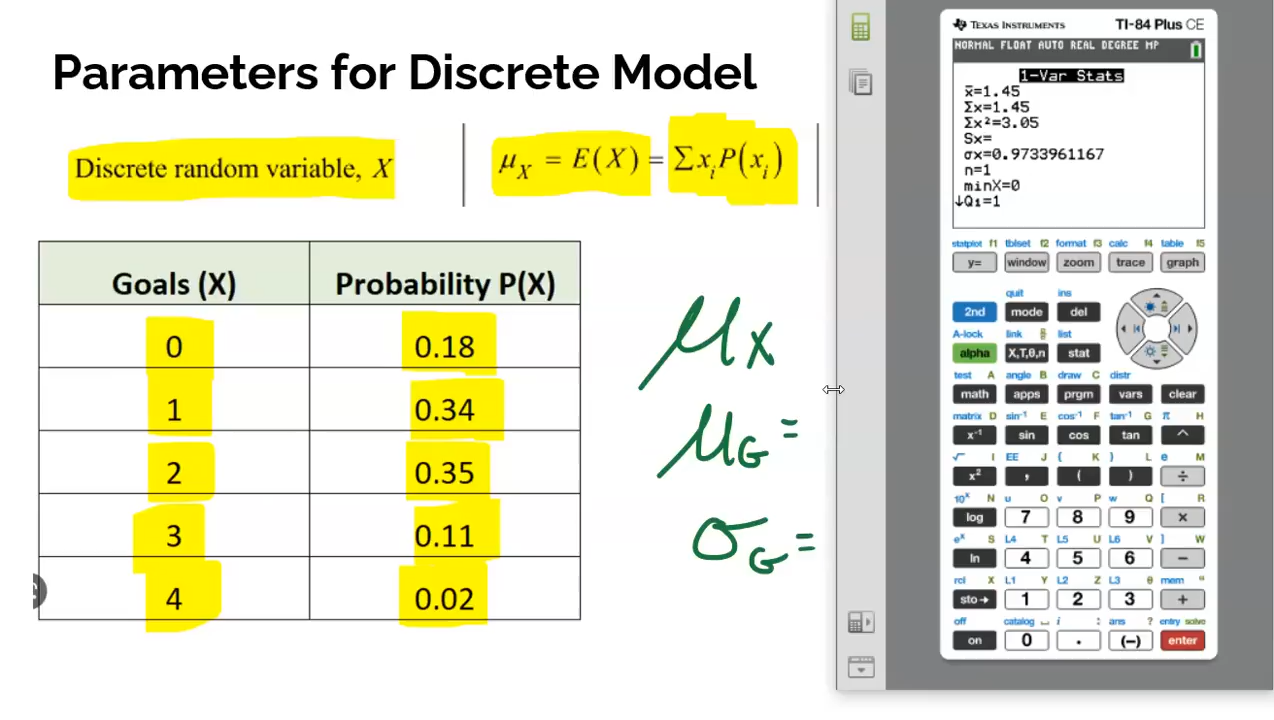 Parameters for Discrete Model
Discrete random variable, X
μ_X = E(X) = Σx_i P(x_i)
Goals (X) Probability P(X)
0 0.18
1 0.34
2 0.35
3 0.11
4 0.02
μx
μG =
σG =
TEXAS INSTRUMENTS TI-84 Plus CE
NORMAL FLOAT AUTO REAL DEGREE MP
1-Var Stats
x̄=1.45
Σx=1.45
Σx²=3.05
Sx=
σx=0.9733961167
n=1
minX=0
↓Q₁=1
statplot f1 tblset f2 format f3 calc f4 table f5
y= window zoom trace graph
quit ins
2nd mode del
A-lock link list
alpha X,T,θ,n stat
test A angle B draw C distr
math apps prgm vars clear
matrix D sin⁻¹ E cos⁻¹ F tan⁻¹ G π H
x⁻¹ sin cos tan ^
√ I EE J { K } L e M
x² , ( ) ÷
10ˣ N u O v P w Q [ R
log 7 8 9 ×
eˣ S L4 T L5 U L6 V ] W
ln 4 5 6 −
rcl X L1 Y L2 Z L3 θ mem "
sto→ 1 2 3 +
off catalog ⎵ i : ans ? entry solve
on 0 . (−) enter